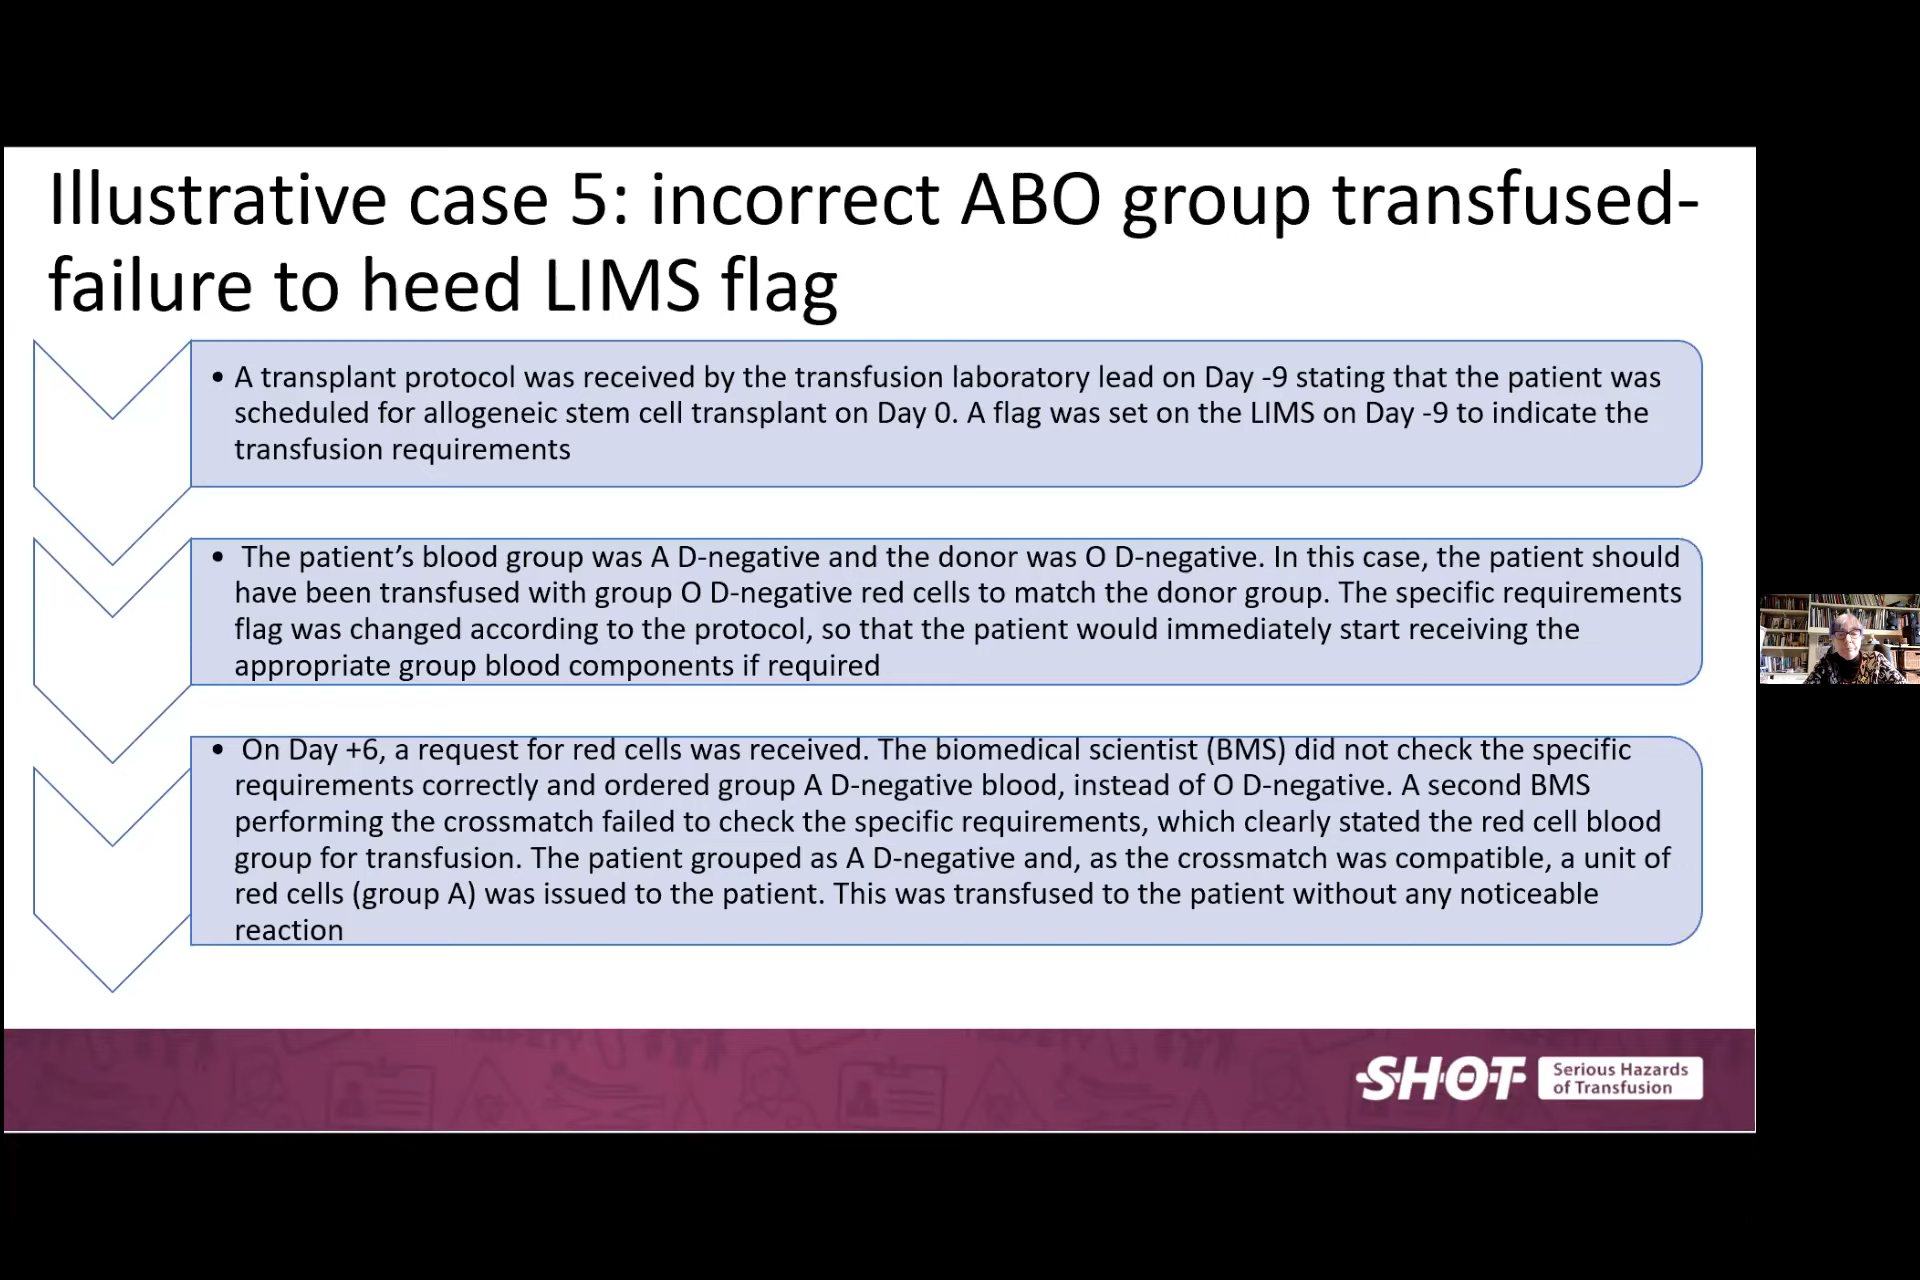 Illustrative case 5: incorrect ABO group transfused-
failure to heed LIMS flag
• A transplant protocol was received by the transfusion laboratory lead on Day -9 stating that the patient was
scheduled for allogeneic stem cell transplant on Day 0. A flag was set on the LIMS on Day -9 to indicate the
transfusion requirements
• The patient’s blood group was A D-negative and the donor was O D-negative. In this case, the patient should
have been transfused with group O D-negative red cells to match the donor group. The specific requirements
flag was changed according to the protocol, so that the patient would immediately start receiving the
appropriate group blood components if required
• On Day +6, a request for red cells was received. The biomedical scientist (BMS) did not check the specific
requirements correctly and ordered group A D-negative blood, instead of O D-negative. A second BMS
performing the crossmatch failed to check the specific requirements, which clearly stated the red cell blood
group for transfusion. The patient grouped as A D-negative and, as the crossmatch was compatible, a unit of
red cells (group A) was issued to the patient. This was transfused to the patient without any noticeable
reaction
SHOT
Serious Hazards
of Transfusion